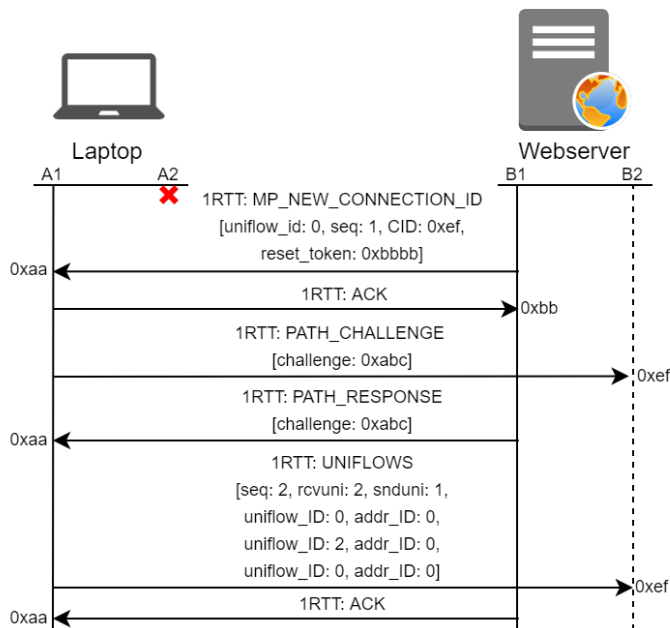 Laptop
Webserver
A1
A2
B1
B2
1RTT: MP_NEW_CONNECTION_ID
[uniflow_id: 0, seq: 1, CID: 0xef,
reset_token: 0xbbbb]
0xaa
1RTT: ACK
0xbb
1RTT: PATH_CHALLENGE
[challenge: 0xabc]
0xef
1RTT: PATH_RESPONSE
[challenge: 0xabc]
0xaa
1RTT: UNIFLOWS
[seq: 2, rcvuni: 2, snduni: 1,
uniflow_ID: 0, addr_ID: 0,
uniflow_ID: 2, addr_ID: 0,
uniflow_ID: 0, addr_ID: 0]
0xef
1RTT: ACK
0xaa